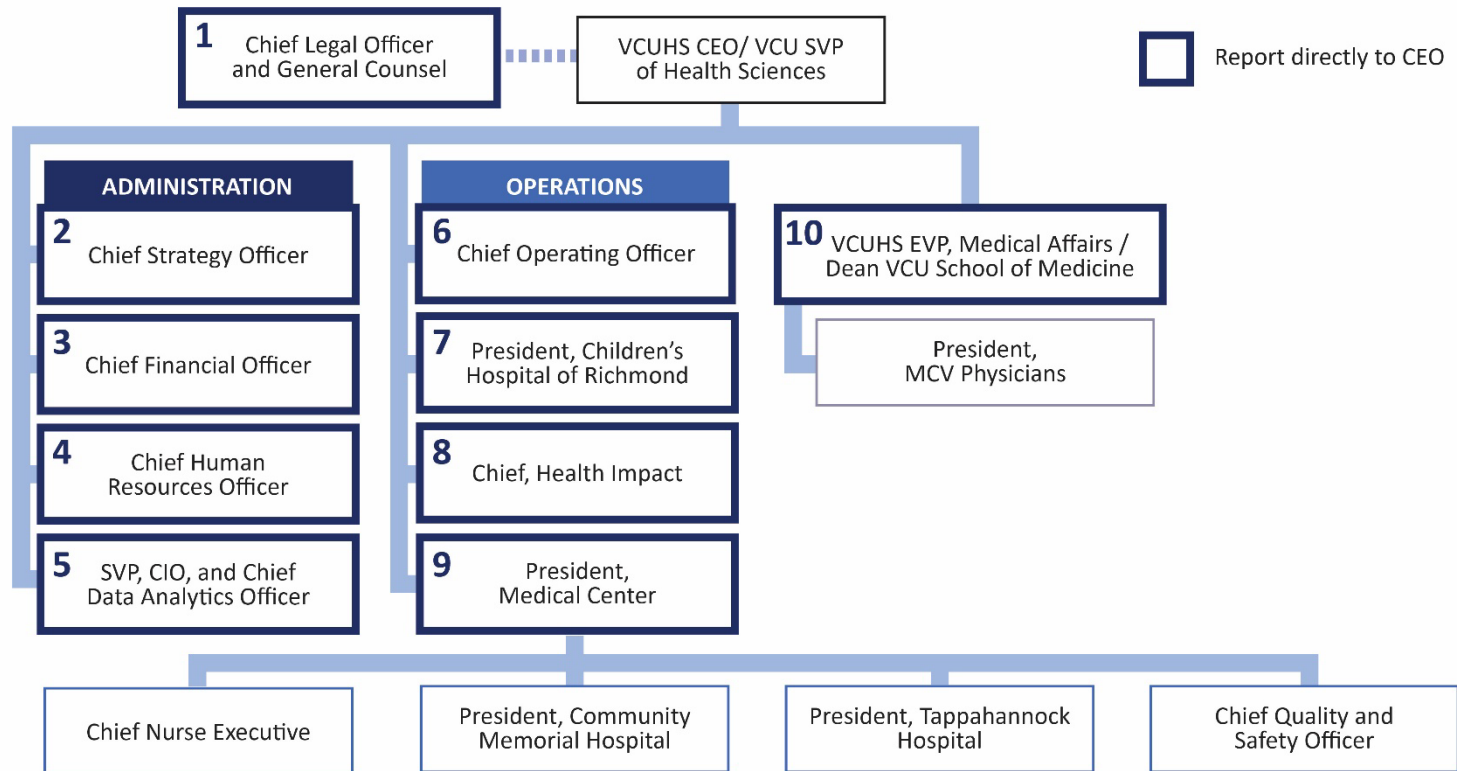 1
Chief Legal Officer
and General Counsel
VCUHS CEO/ VCU SVP
of Health Sciences
Report directly to CEO
ADMINISTRATION
2
Chief Strategy Officer
3
Chief Financial Officer
4
Chief Human
Resources Officer
5
SVP, CIO, and Chief
Data Analytics Officer
OPERATIONS
6
Chief Operating Officer
7
President, Children’s
Hospital of Richmond
8
Chief, Health Impact
9
President,
Medical Center
10
VCUHS EVP, Medical Affairs /
Dean VCU School of Medicine
President,
MCV Physicians
Chief Nurse Executive
President, Community
Memorial Hospital
President, Tappahannock
Hospital
Chief Quality and
Safety Officer